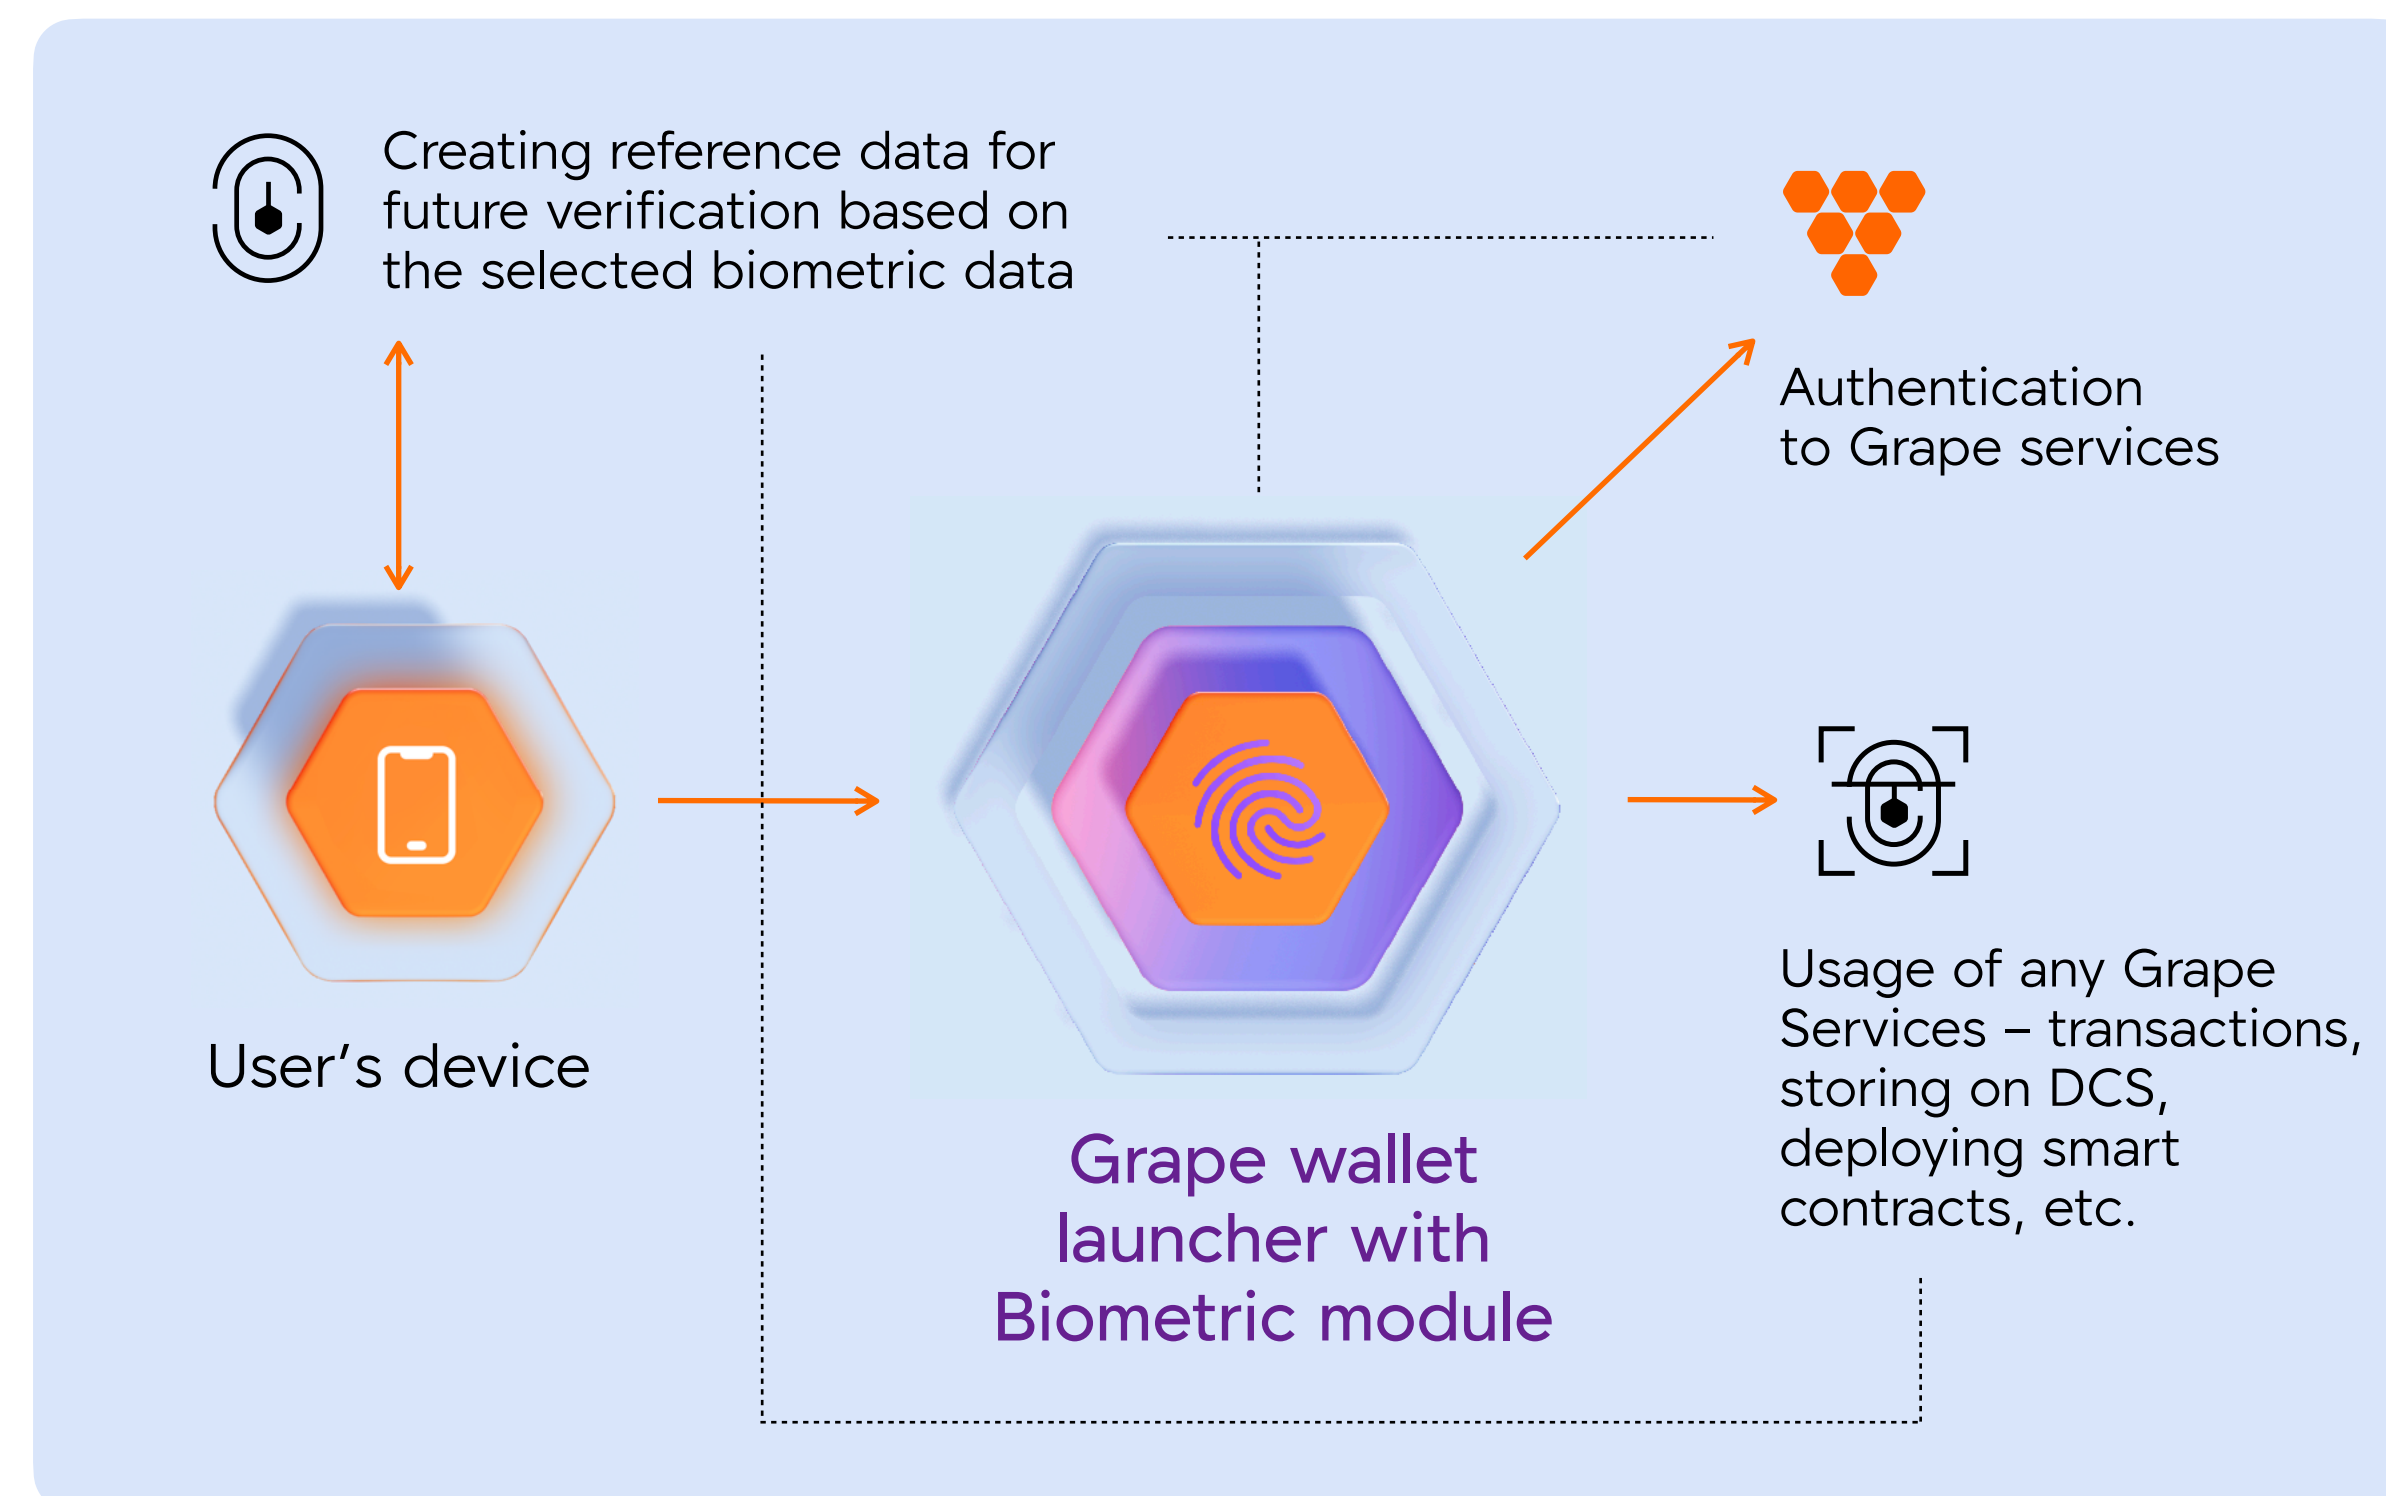 Creating reference data for
future verification based on
the selected biometric data
Authentication
to Grape services
User’s device
Grape wallet
launcher with
Biometric module
Usage of any Grape
Services – transactions,
storing on DCS,
deploying smart
contracts, etc.